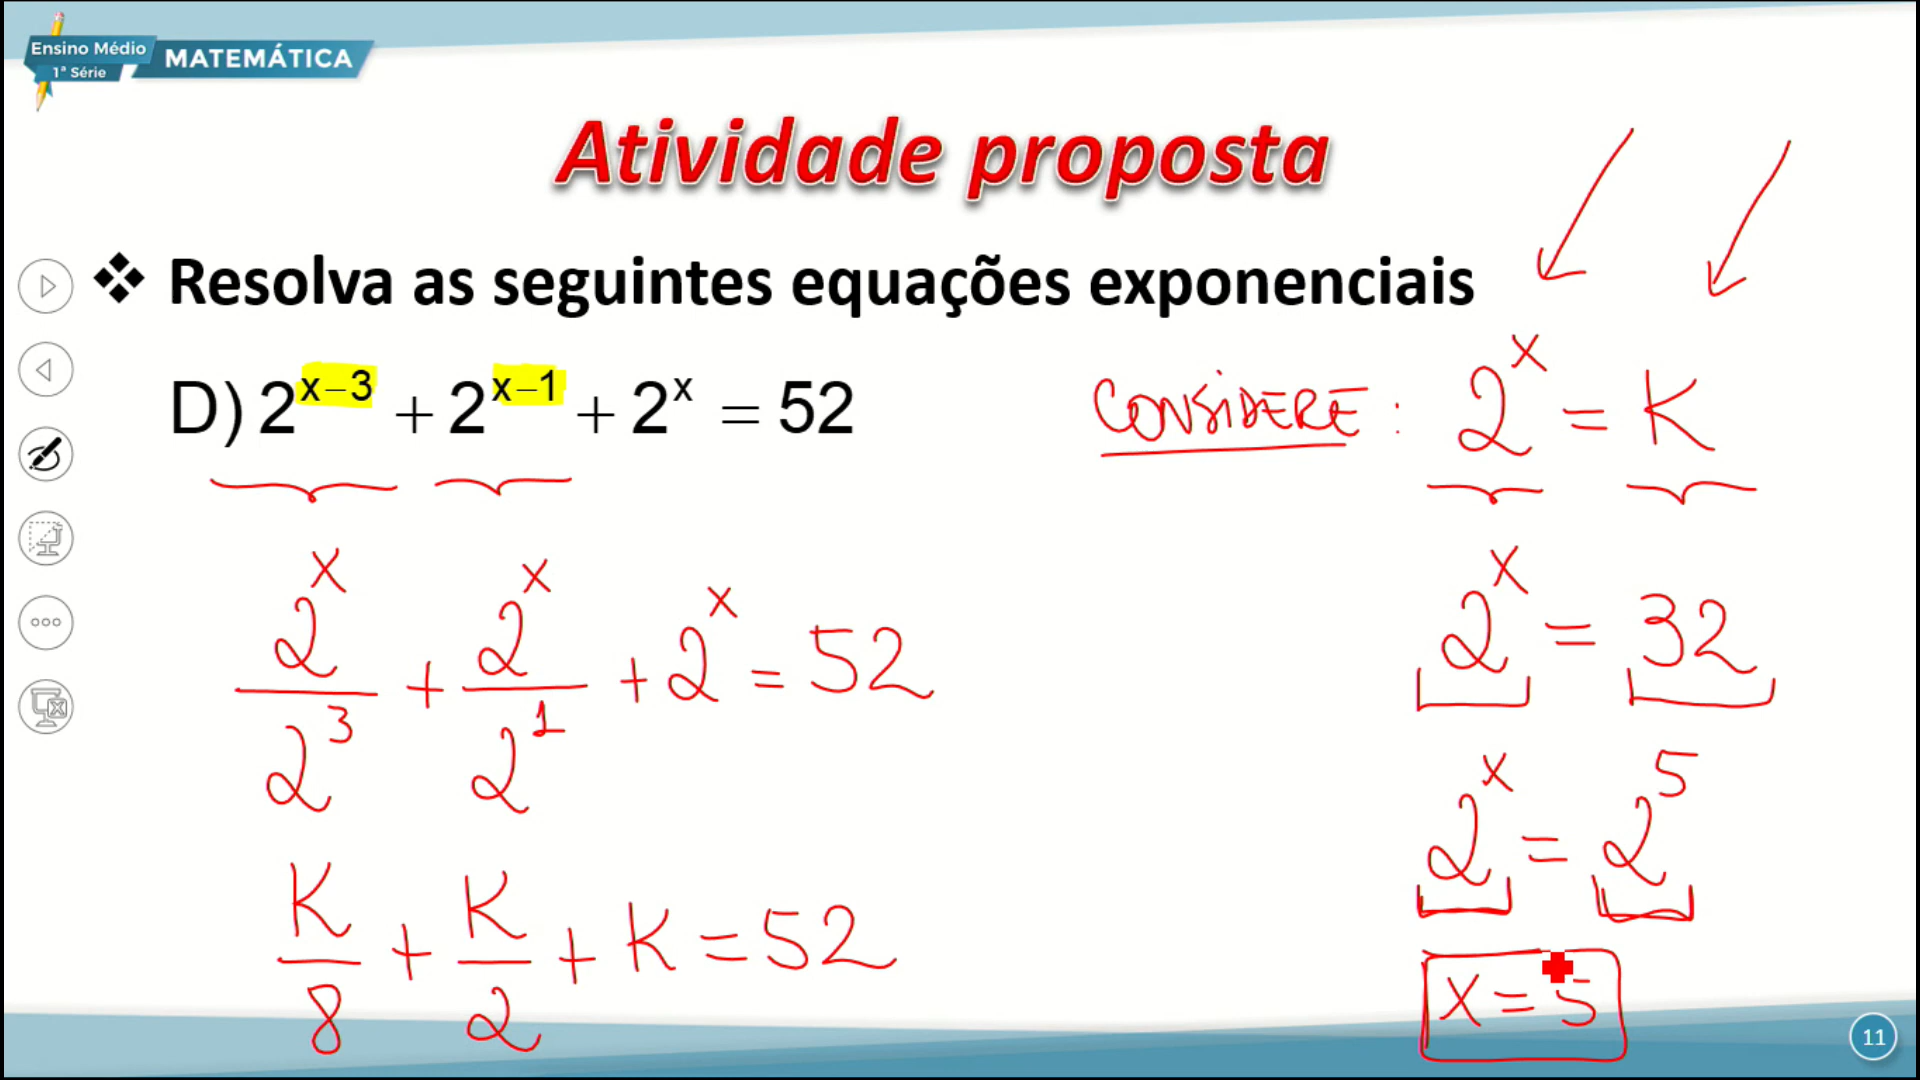 Ensino Médio
1ª Série
MATEMÁTICA
Atividade proposta
❖ Resolva as seguintes equações exponenciais
D) 2^(x–3) + 2^(x–1) + 2^x = 52
CONSIDERE: 2^x = K
2^x/2^3 + 2^x/2^1 + 2^x = 52
2^x = 32
2^x = 2^5
K/8 + K/2 + K = 52
x = 5
11